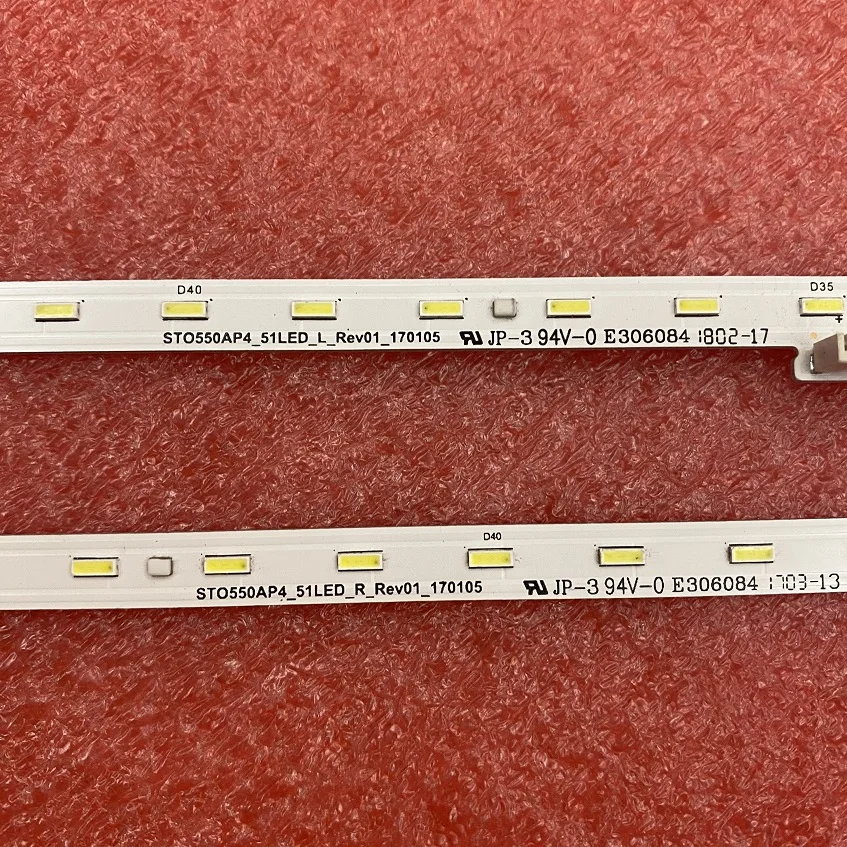 D40
D35
+
STO550AP4_51LED_L_Rev01_170105 JP-3 94V-0 E306084 1802-17
D40
STO550AP4_51LED_R_Rev01_170105 JP-3 94V-0 E306084 1703-13